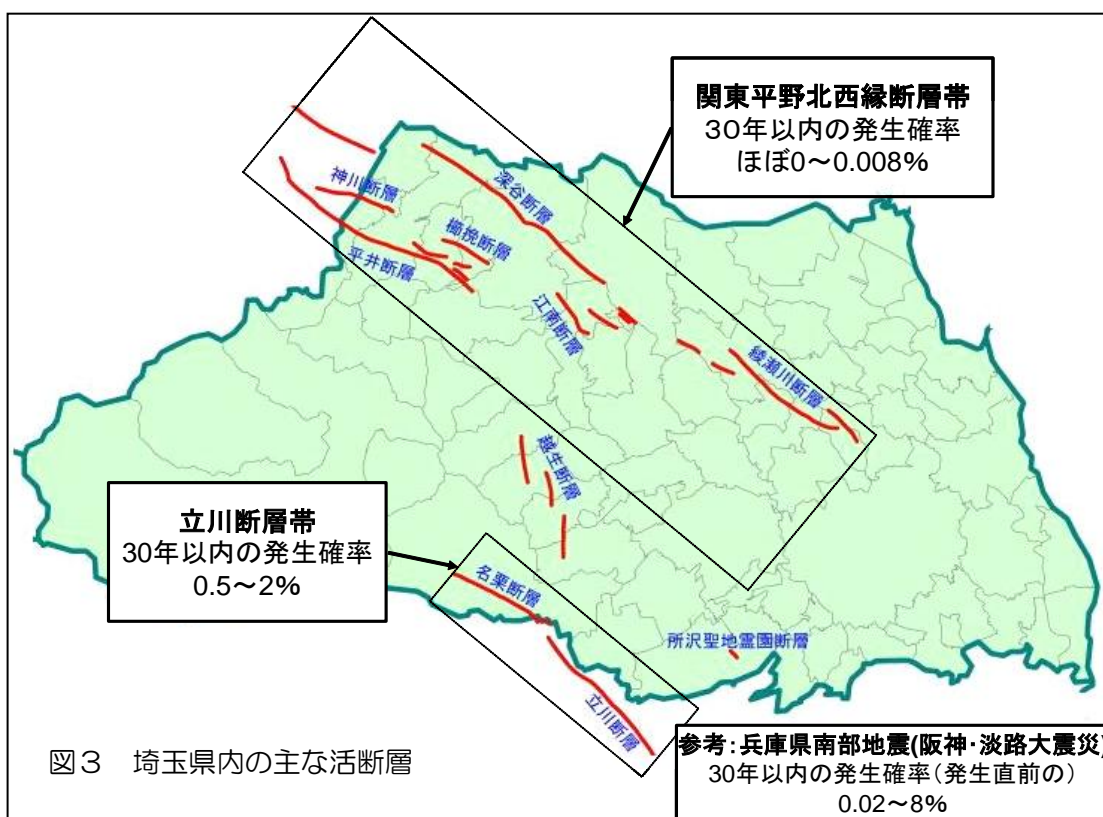 関東平野北西縁断層帯
30年以内の発生確率
ほぼ0～0.008%
神川断層
深谷断層
櫛挽断層
平井断層
江南断層
綾瀬川断層
越生断層
立川断層帯
30年以内の発生確率
0.5～2%
名栗断層
所沢聖地霊園断層
立川断層
図3　埼玉県内の主な活断層
参考:兵庫県南部地震(阪神･淡路大震災)
30年以内の発生確率(発生直前の)
0.02～8%